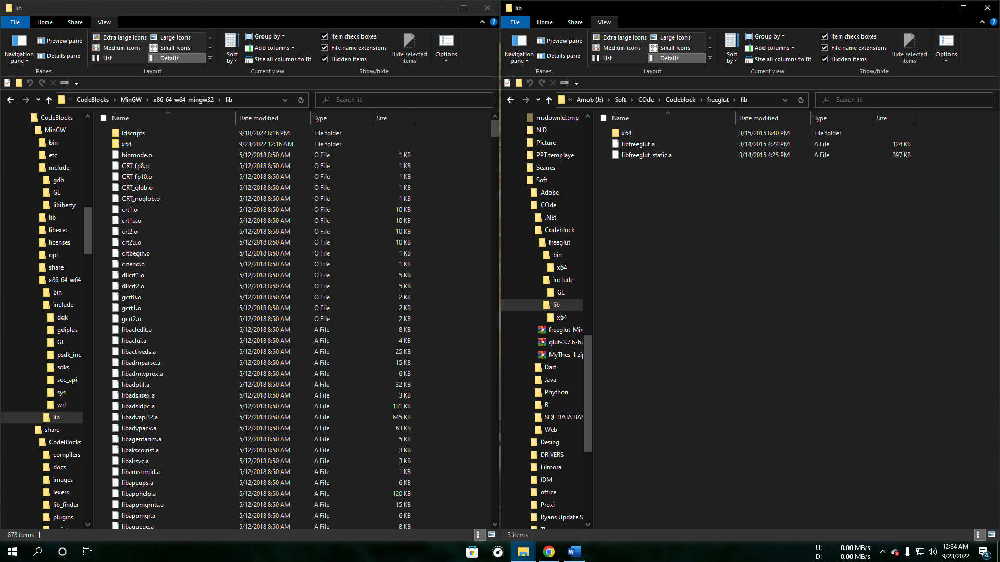 lib
File
Home
Share
View
Navigation pane
Preview pane
Details pane
Panes
Extra large icons
Large icons
Medium icons
Small icons
List
Details
Layout
Sort by
Group by
Add columns
Size all columns to fit
Current view
Item check boxes
File name extensions
Hidden items
Hide selected items
Show/hide
Options
« CodeBlocks › MinGW › x86_64-w64-mingw32 › lib
Search lib
CodeBlocks
MinGW
bin
etc
include
gdb
GL
libiberty
lib
libexec
licenses
opt
share
x86_64-w64-
bin
include
ddk
gdiplus
GL
psdk_inc
sdks
sec_api
sys
wrl
lib
share
CodeBlocks
compilers
docs
images
lexers
lib_finder
plugins
Name Date modified Type Size
ldscripts 9/18/2022 8:16 PM File folder
x64 9/23/2022 12:16 AM File folder
binmode.o 5/12/2018 8:50 AM O File 1 KB
CRT_fp8.o 5/12/2018 8:50 AM O File 1 KB
CRT_fp10.o 5/12/2018 8:50 AM O File 1 KB
CRT_glob.o 5/12/2018 8:50 AM O File 1 KB
CRT_noglob.o 5/12/2018 8:50 AM O File 1 KB
crt1.o 5/12/2018 8:50 AM O File 10 KB
crt1u.o 5/12/2018 8:50 AM O File 10 KB
crt2.o 5/12/2018 8:50 AM O File 10 KB
crt2u.o 5/12/2018 8:50 AM O File 10 KB
crtbegin.o 5/12/2018 8:50 AM O File 1 KB
crtend.o 5/12/2018 8:50 AM O File 1 KB
dllcrt1.o 5/12/2018 8:50 AM O File 5 KB
dllcrt2.o 5/12/2018 8:50 AM O File 5 KB
gcrt0.o 5/12/2018 8:50 AM O File 2 KB
gcrt1.o 5/12/2018 8:50 AM O File 2 KB
gcrt2.o 5/12/2018 8:50 AM O File 2 KB
libacledit.a 5/12/2018 8:50 AM A File 8 KB
libaclui.a 5/12/2018 8:50 AM A File 4 KB
libactiveds.a 5/12/2018 8:50 AM A File 25 KB
libadmparse.a 5/12/2018 8:50 AM A File 15 KB
libadmwprox.a 5/12/2018 8:50 AM A File 6 KB
libadptif.a 5/12/2018 8:50 AM A File 32 KB
libadsiisex.a 5/12/2018 8:50 AM A File 3 KB
libadsldpc.a 5/12/2018 8:50 AM A File 131 KB
libadvapi32.a 5/12/2018 8:50 AM A File 645 KB
libadvpack.a 5/12/2018 8:50 AM A File 63 KB
libagentanm.a 5/12/2018 8:50 AM A File 5 KB
libakscoinst.a 5/12/2018 8:50 AM A File 3 KB
libalrsvc.a 5/12/2018 8:50 AM A File 3 KB
libamstrmid.a 5/12/2018 8:50 AM A File 1 KB
libapcups.a 5/12/2018 8:50 AM A File 6 KB
libapphelp.a 5/12/2018 8:50 AM A File 120 KB
libappmgmts.a 5/12/2018 8:50 AM A File 15 KB
libappmgr.a 5/12/2018 8:50 AM A File 6 KB
libaqueue.a 5/12/2018 8:50 AM A File 8 KB
878 items
lib
File
Home
Share
View
Navigation pane
Preview pane
Details pane
Panes
Extra large icons
Large icons
Medium icons
Small icons
List
Details
Layout
Sort by
Group by
Add columns
Size all columns to fit
Current view
Item check boxes
File name extensions
Hidden items
Hide selected items
Show/hide
Options
« Arnob (J:) › Soft › COde › Codeblock › freeglut › lib
Search lib
msdownld.tmp
NID
Picture
PPT templaye
Searies
Soft
Adobe
COde
.NEt
Codeblock
freeglut
bin
x64
include
GL
lib
x64
freeglut-Min
glut-3.7.6-bi
MyThes-1.zip
Dart
Java
Phython
R
SQL DATA BAS
Web
Desing
DRIVERS
Filmora
IDM
office
Proxi
Ryans Update S
Name Date modified Type Size
x64 3/15/2015 8:40 PM File folder
libfreeglut.a 3/14/2015 4:24 PM A File 124 KB
libfreeglut_static.a 3/14/2015 4:25 PM A File 397 KB
3 items
U: 0.00 MB/s
D: 0.00 MB/s
12:34 AM
9/23/2022
4